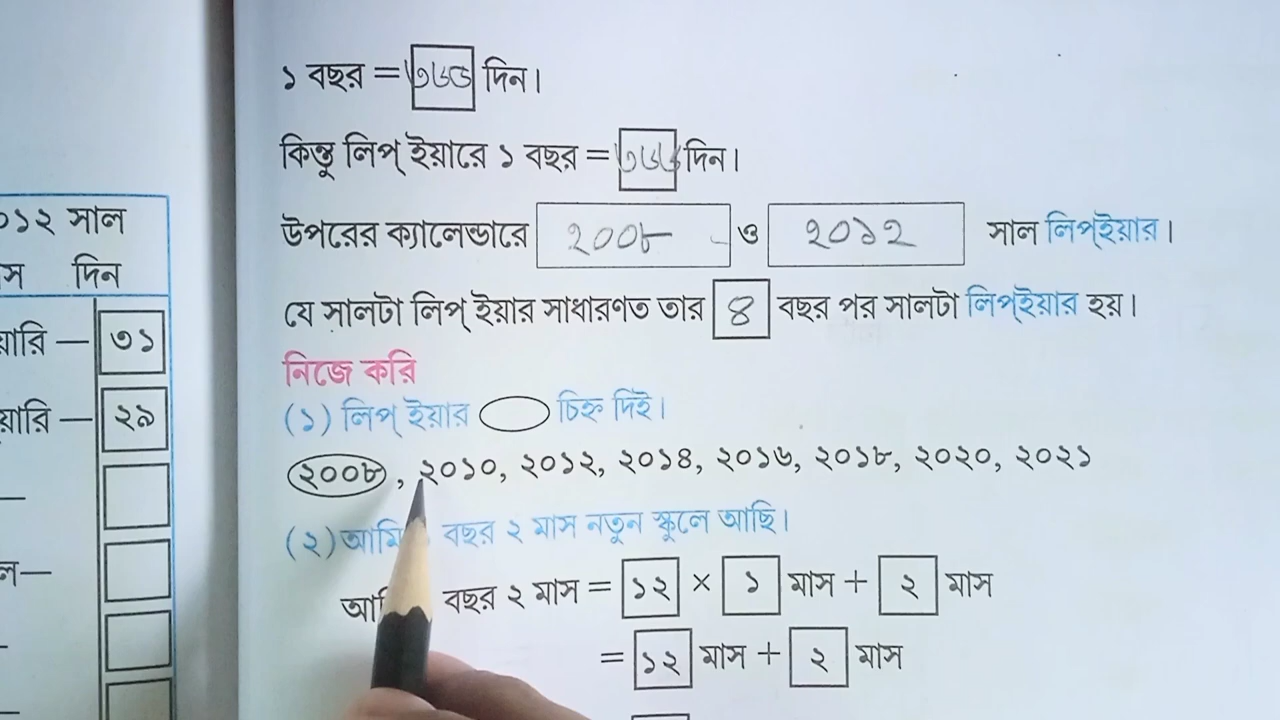 ১ বছর = ৩৬৫ দিন।
কিন্তু লিপ্ ইয়ারে ১ বছর = ৩৬৬ দিন।
উপরের ক্যালেন্ডারে ২০০৮ ও ২০১২ সাল লিপ্ইয়ার।
যে সালটা লিপ্ ইয়ার সাধারণত তার ৪ বছর পর সালটা লিপ্ইয়ার হয়।
নিজে করি
(১) লিপ্ ইয়ার চিহ্ন দিই।
২০০৮, ২০১০, ২০১২, ২০১৪, ২০১৬, ২০১৮, ২০২০, ২০২১
(২) আমি বছর ২ মাস নতুন স্কুলে আছি।
বছর ২ মাস = ১২ × ১ মাস + ২ মাস
= ১২ মাস + ২ মাস
সাল
দিন
৩১
২৯